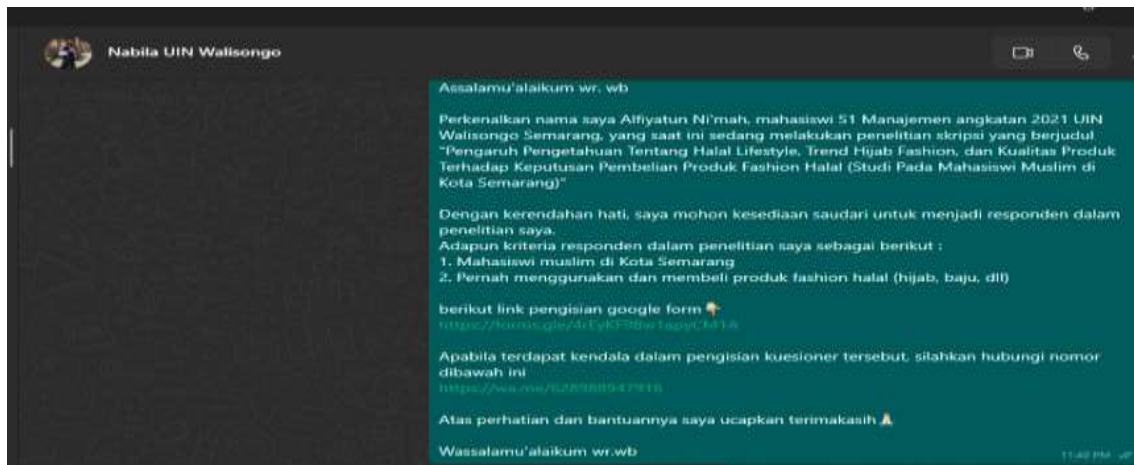 Nabila UIN Walisongo
Assalamu'alaikum wr. wb
Perkenalkan nama saya Alfiyatun Ni'mah, mahasiswi S1 Manajemen angkatan 2021 UIN
Walisongo Semarang, yang saat ini sedang melakukan penelitian skripsi yang berjudul
"Pengaruh Pengetahuan Tentang Halal Lifestyle, Trend Hijab Fashion, dan Kualitas Produk
Terhadap Keputusan Pembelian Produk Fashion Halal (Studi Pada Mahasiswi Muslim di
Kota Semarang)"
Dengan kerendahan hati, saya mohon kesediaan saudari untuk menjadi responden dalam
penelitian saya.
Adapun kriteria responden dalam penelitian saya sebagai berikut :
1. Mahasiswi muslim di Kota Semarang
2. Pernah menggunakan dan membeli produk fashion halal (hijab, baju, dll)
berikut link pengisian google form
Apabila terdapat kendala dalam pengisian kuesioner tersebut, silahkan hubungi nomor
dibawah ini
Atas perhatian dan bantuannya saya ucapkan terimakasih
Wassalamu'alaikum wr.wb